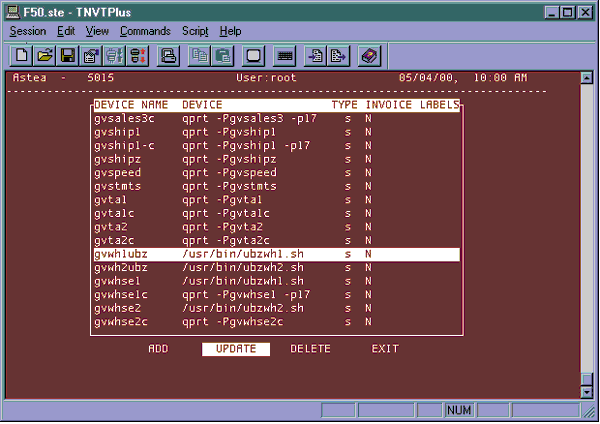 F50.ste - TNVTPlus
Session Edit View Commands Script Help
Astea - S015 User:root 05/04/00, 10:00 AM
DEVICE NAME DEVICE TYPE INVOICE LABELS
gvsales3c qprt -Pgvsales3 -p17 s N
gvship1 qprt -Pgvship1 s N
gvship1-c qprt -Pgvship1 -p17 s N
gvshipz qprt -Pgvshipz s N
gvspeed qprt -Pgvspeed s N
gvstmts qprt -Pgvstmts s N
gvta1 qprt -Pgvta1 s N
gvta1c qprt -Pgvta1c s N
gvta2 qprt -Pgvta2 s N
gvta2c qprt -Pgvta2c s N
gvwh1ubz /usr/bin/ubzwh1.sh s N
gvwh2ubz /usr/bin/ubzwh2.sh s N
gvwhse1 /usr/bin/ubzwh1.sh s N
gvwhse1c qprt -Pgvwhse1 -p17 s N
gvwhse2 /usr/bin/ubzwh2.sh s N
gvwhse2c qprt -Pgvwhse2c s N
ADD UPDATE DELETE EXIT
NUM